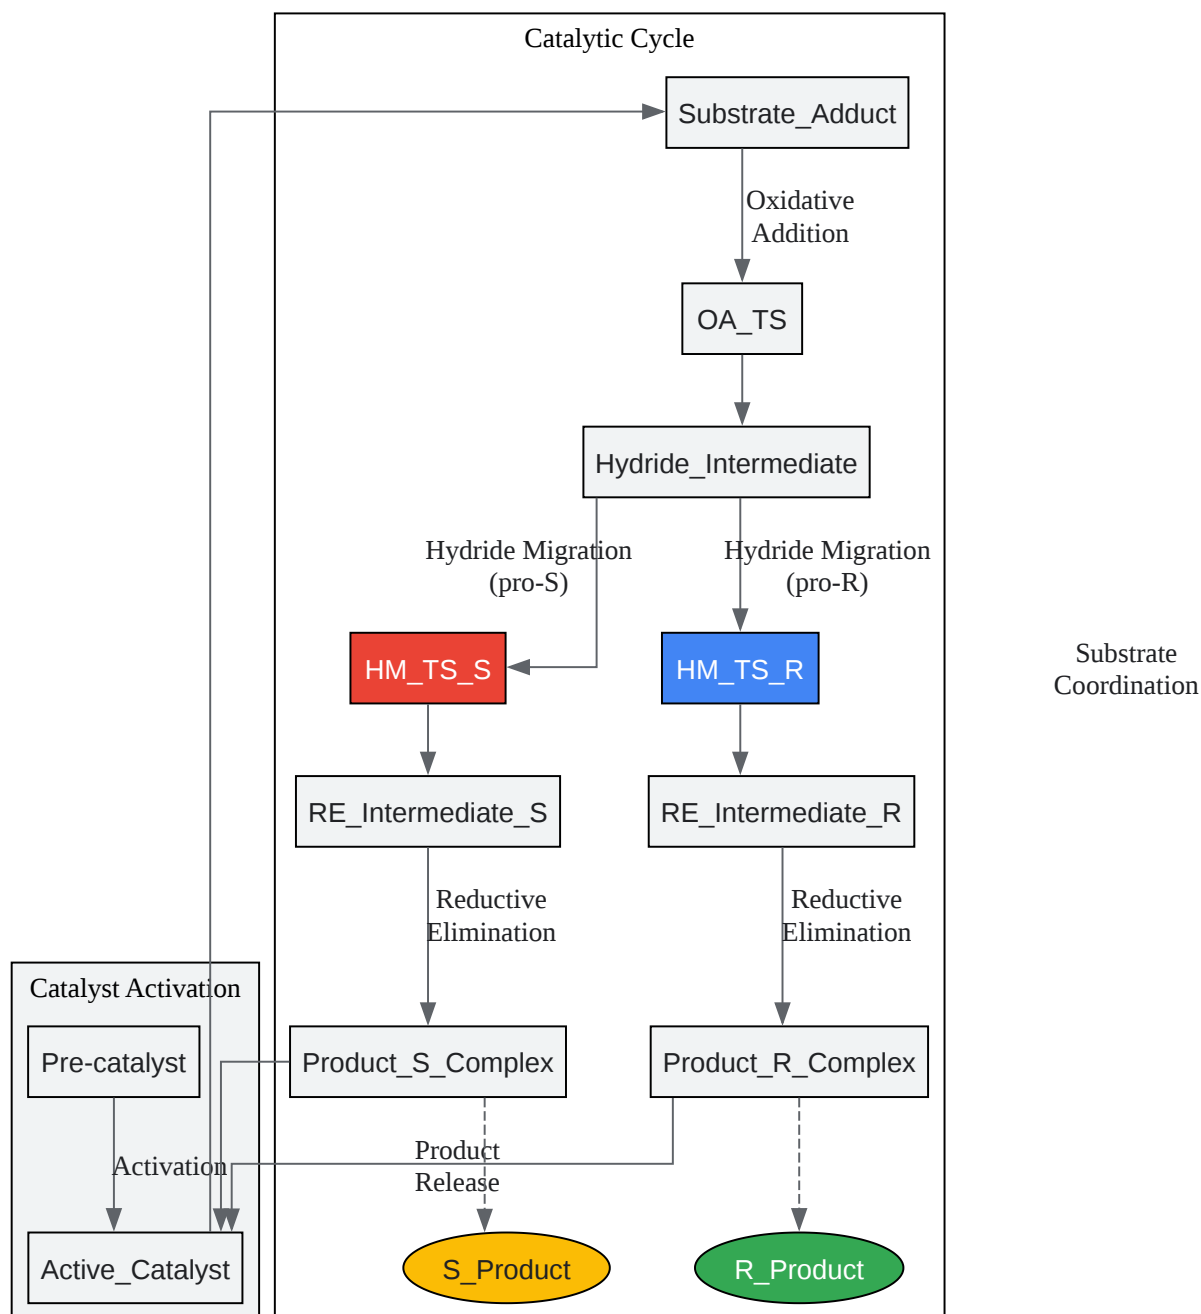 Catalytic Cycle
Substrate_Adduct
Oxidative
Addition
OA_TS
Hydride_Intermediate
Hydride Migration
(pro-S)
Hydride Migration
(pro-R)
HM_TS_S
HM_TS_R
Substrate
Coordination
RE_Intermediate_S
RE_Intermediate_R
Reductive
Elimination
Reductive
Elimination
Catalyst Activation
Pre-catalyst
Product_S_Complex
Product_R_Complex
Activation
Product
Release
Active_Catalyst
S_Product
R_Product